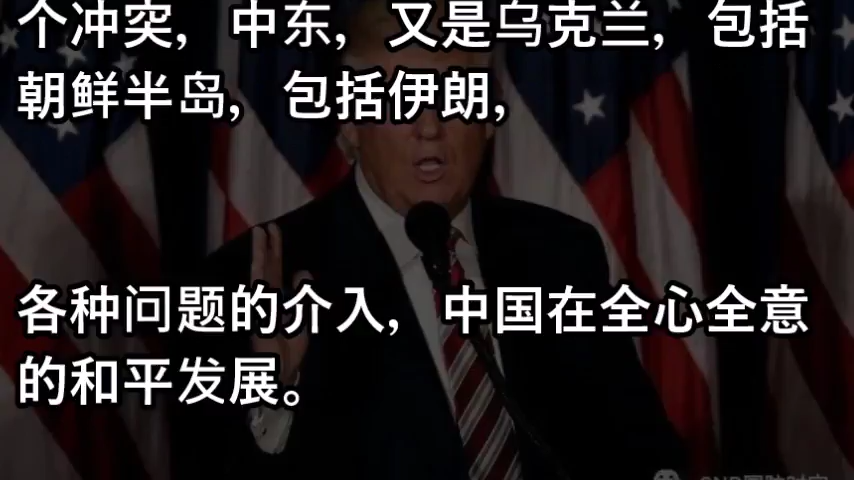 个冲突，中东，又是乌克兰，包括
朝鲜半岛，包括伊朗，
各种问题的介入，中国在全心全意
的和平发展。